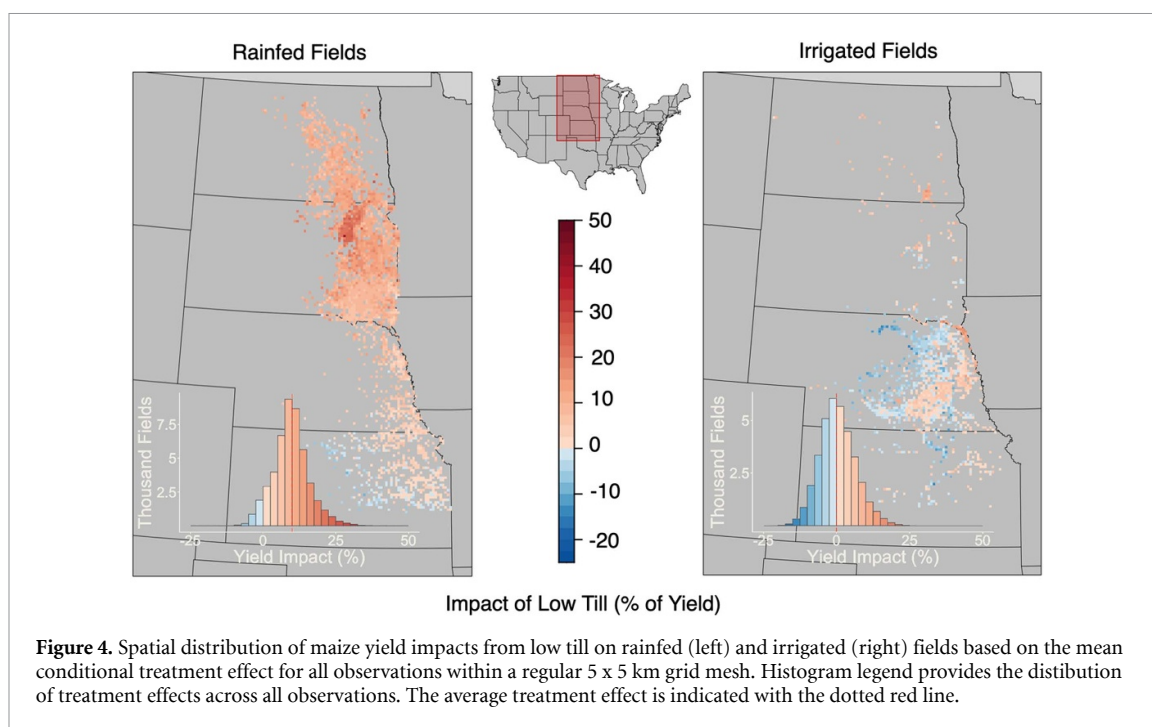 Rainfed Fields
Irrigated Fields
50
40
30
20
10
0
-10
-20
Thousand Fields
7.5
5
2.5
-25
0
25
50
Yield Impact (%)
Thousand Fields
5
2.5
-25
0
25
50
Yield Impact (%)
Impact of Low Till (% of Yield)
Figure 4. Spatial distribution of maize yield impacts from low till on rainfed (left) and irrigated (right) fields based on the mean
conditional treatment effect for all observations within a regular 5 x 5 km grid mesh. Histogram legend provides the distibution
of treatment effects across all observations. The average treatment effect is indicated with the dotted red line.